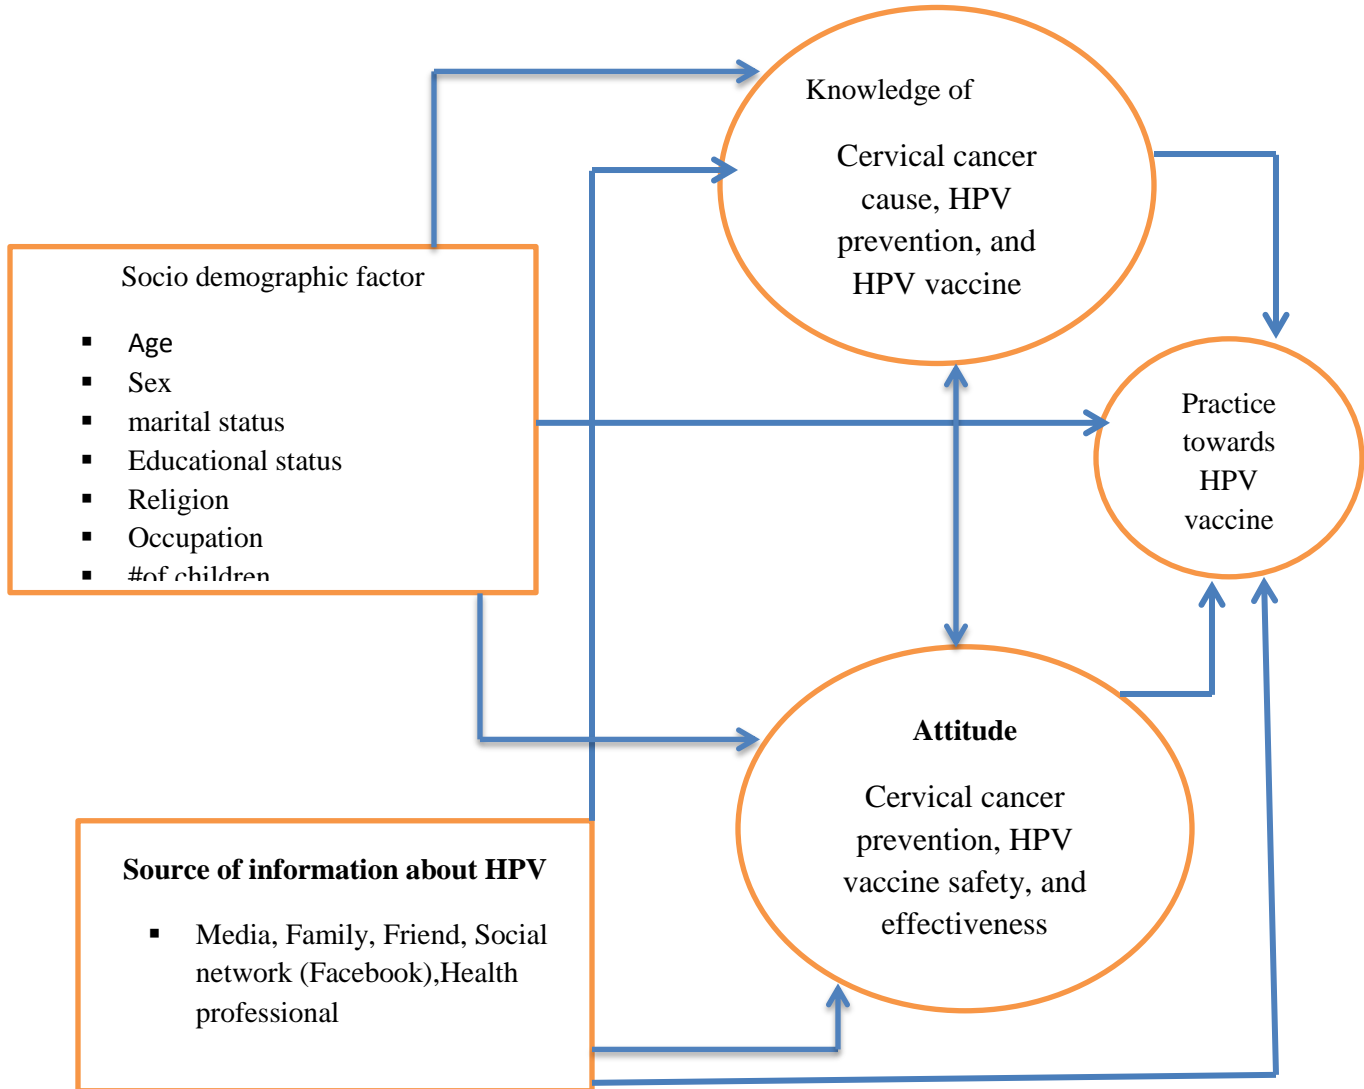 Knowledge of
Cervical cancer
cause, HPV
prevention, and
HPV vaccine
Socio demographic factor
▪ Age
▪ Sex
▪ marital status
▪ Educational status
▪ Religion
▪ Occupation
▪ #of children
Practice
towards
HPV
vaccine
Attitude
Cervical cancer
prevention, HPV
vaccine safety, and
effectiveness
Source of information about HPV
▪ Media, Family, Friend, Social
network (Facebook),Health
professional